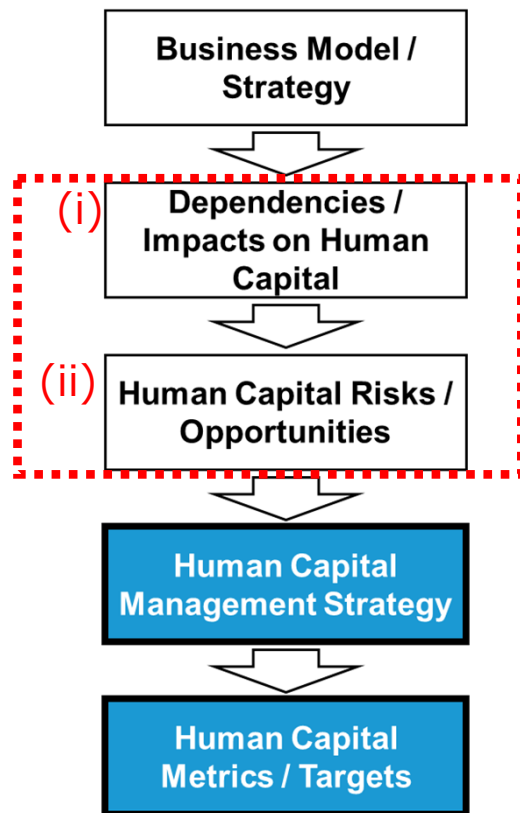 Business Model /
Strategy
(i)
Dependencies /
Impacts on Human
Capital
(ii)
Human Capital Risks /
Opportunities
Human Capital
Management Strategy
Human Capital
Metrics / Targets